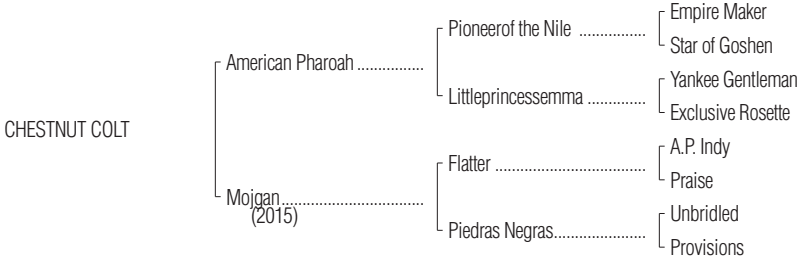 Empire Maker
Pioneerof the Nile ................
Star of Goshen
American Pharoah ................
Yankee Gentleman
Littleprincessemma ..............
Exclusive Rosette
CHESTNUT COLT
A.P. Indy
Flatter ....................................
Praise
Mojgan..................................
(2015)
Unbridled
Piedras Negras......................
Provisions